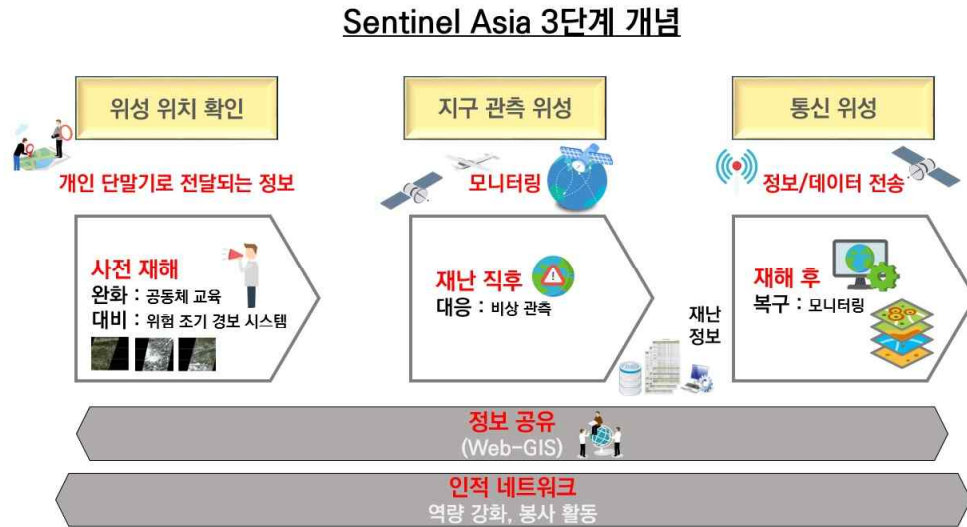 Sentinel Asia 3단계 개념
위성 위치 확인
지구 관측 위성
통신 위성
개인 단말기로 전달되는 정보
모니터링
정보/데이터 전송
사전 재해
완화 : 공동체 교육
대비 : 위험 조기 경보 시스템
재난 직후
대응 : 비상 관측
재난
정보
재해 후
복구 : 모니터링
정보 공유
(Web-GIS)
인적 네트워크
역량 강화, 봉사 활동